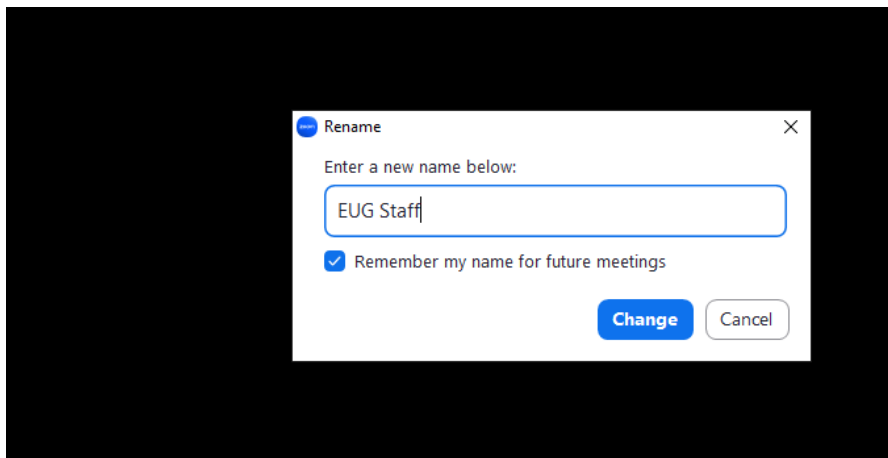 Rename
Enter a new name below:
EUG Staff
Remember my name for future meetings
Change Cancel